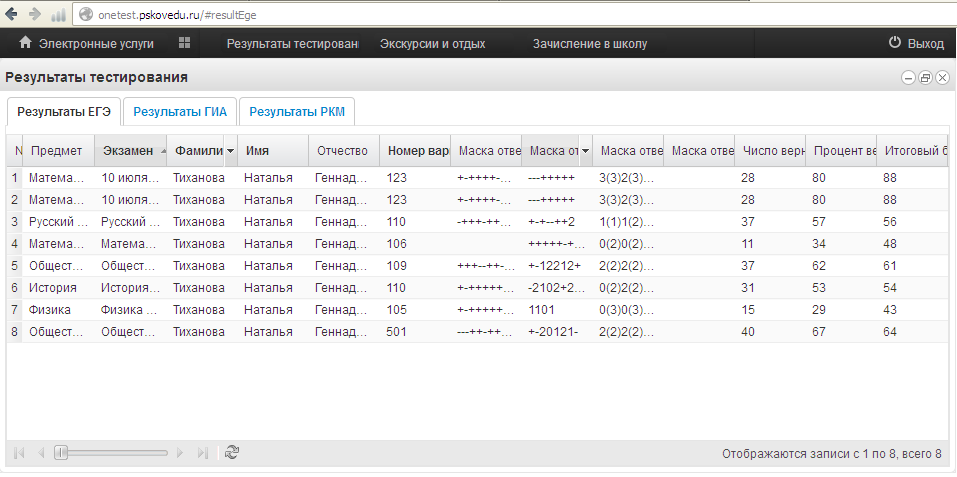 onetest.pskovedu.ru/#resultEge
Электронные услуги Результаты тестирован Экскурсии и отдых Зачисление в школу Выход
Результаты тестирования
Результаты ЕГЭ Результаты ГИА Результаты РКМ
N Предмет Экзамен Фамили Имя Отчество Номер вар Маска отве Маска от Маска отве Маска отве Число верн Процент ве Итоговый б
1 Матема... 10 июля... Тиханова Наталья Геннад... 123 +-++++-... ---+++++ 3(3)2(3)... 28 80 88
2 Матема... 10 июля... Тиханова Наталья Геннад... 123 +-++++-... ---+++++ 3(3)2(3)... 28 80 88
3 Русский ... Русский ... Тиханова Наталья Геннад... 110 -+++-++... +-+--++2 1(1)1(2)... 37 57 56
4 Матема... Матема... Тиханова Наталья Геннад... 106 +++++-+... 0(2)0(2)... 11 34 48
5 Общест... Общест... Тиханова Наталья Геннад... 109 +++--++-... +-12212+ 2(2)2(2)... 37 62 61
6 История История... Тиханова Наталья Геннад... 110 +-+++++... -2102+2... 0(2)2(2)... 31 53 54
7 Физика Физика ... Тиханова Наталья Геннад... 105 +-+++++... 1101 0(3)0(3)... 15 29 43
8 Общест... Общест... Тиханова Наталья Геннад... 501 ---++-++... +-20121- 2(2)2(2)... 40 67 64
Отображаются записи с 1 по 8, всего 8